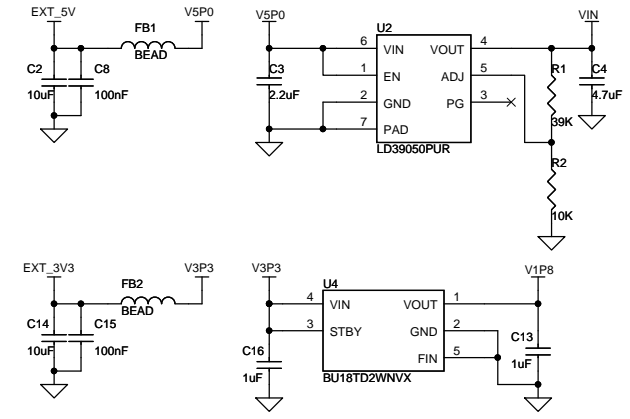 EXT_5V
FB1
BEAD
V5P0
C2
10uF
C8
100nF
V5P0
C3
2.2uF
U2
6 VIN VOUT 4
1 EN ADJ 5
2 GND PG 3
7 PAD
LD39050PUR
VIN
R1
39K
C4
4.7uF
R2
10K
EXT_3V3
FB2
BEAD
V3P3
C14
10uF
C15
100nF
V3P3
C16
1uF
U4
4 VIN VOUT 1
3 STBY GND 2
FIN 5
BU18TD2WNVX
V1P8
C13
1uF